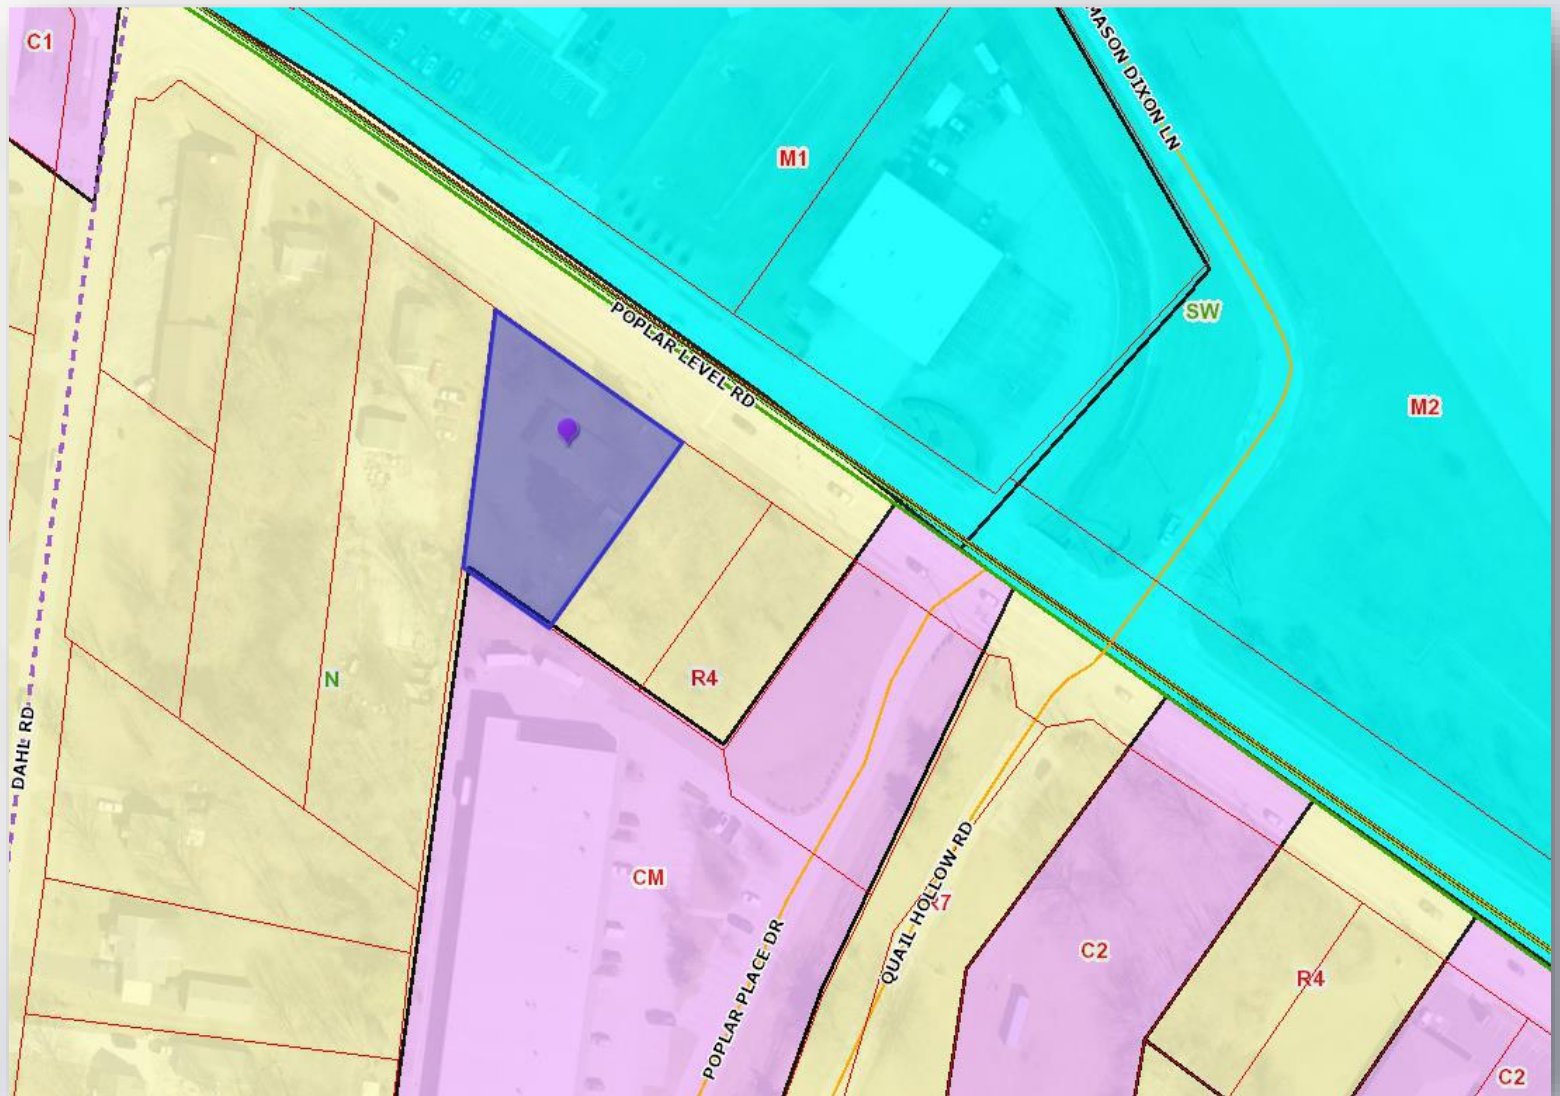 C1
MASON DIXON LN
M1
SW
POPLAR LEVEL RD
M2
N
R4
DAHL RD
CM
R7
QUAIL HOLLOW RD
POPLAR PLACE DR
C2
R4
C2